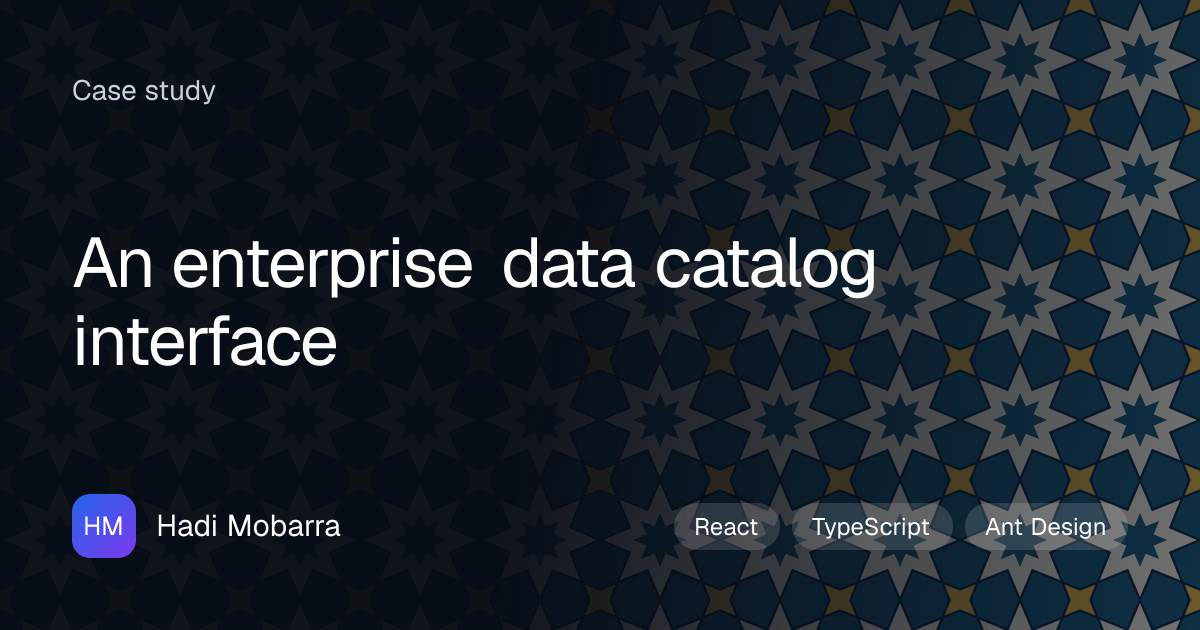 Case study
An enterprise data catalog
interface
HM
Hadi Mobarra
React
TypeScript
Ant Design